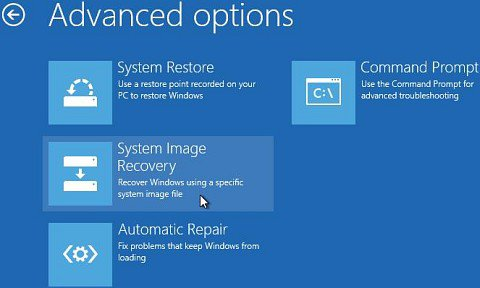 Advanced options
System Restore
Use a restore point recorded on your
PC to restore Windows
Command Prompt
Use the Command Prompt for
advanced troubleshooting
C:\
System Image
Recovery
Recover Windows using a specific
system image file
Automatic Repair
Fix problems that keep Windows from
loading